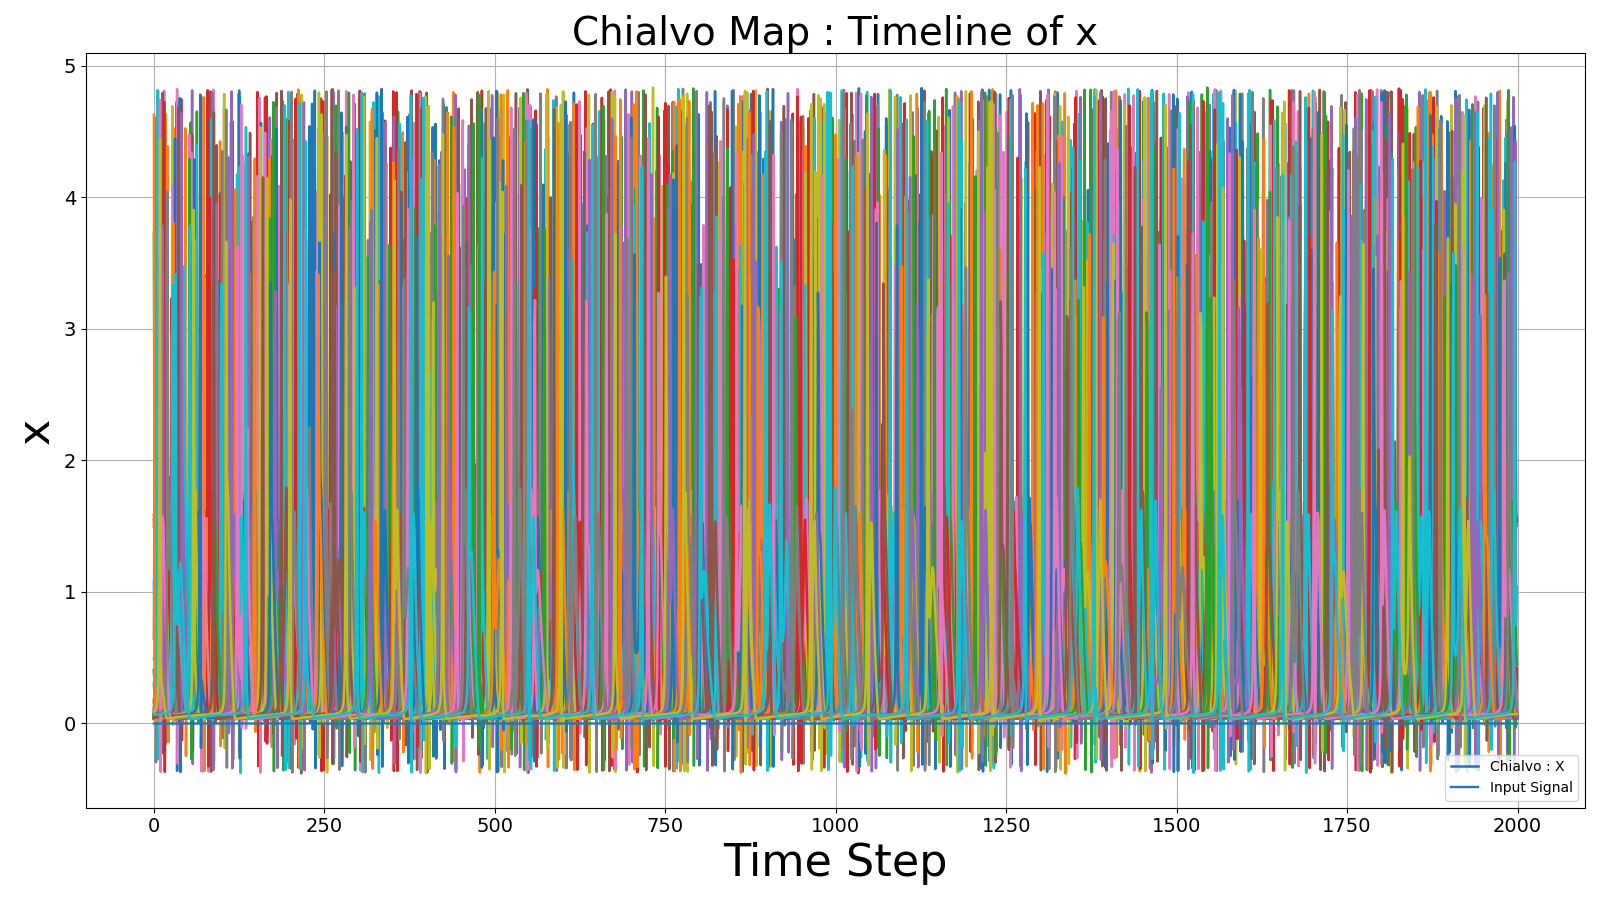 Chialvo Map : Timeline of x
5
4
3
2
1
0
x
Chialvo : X
Input Signal
0 250 500 750 1000 1250 1500 1750 2000
Time Step